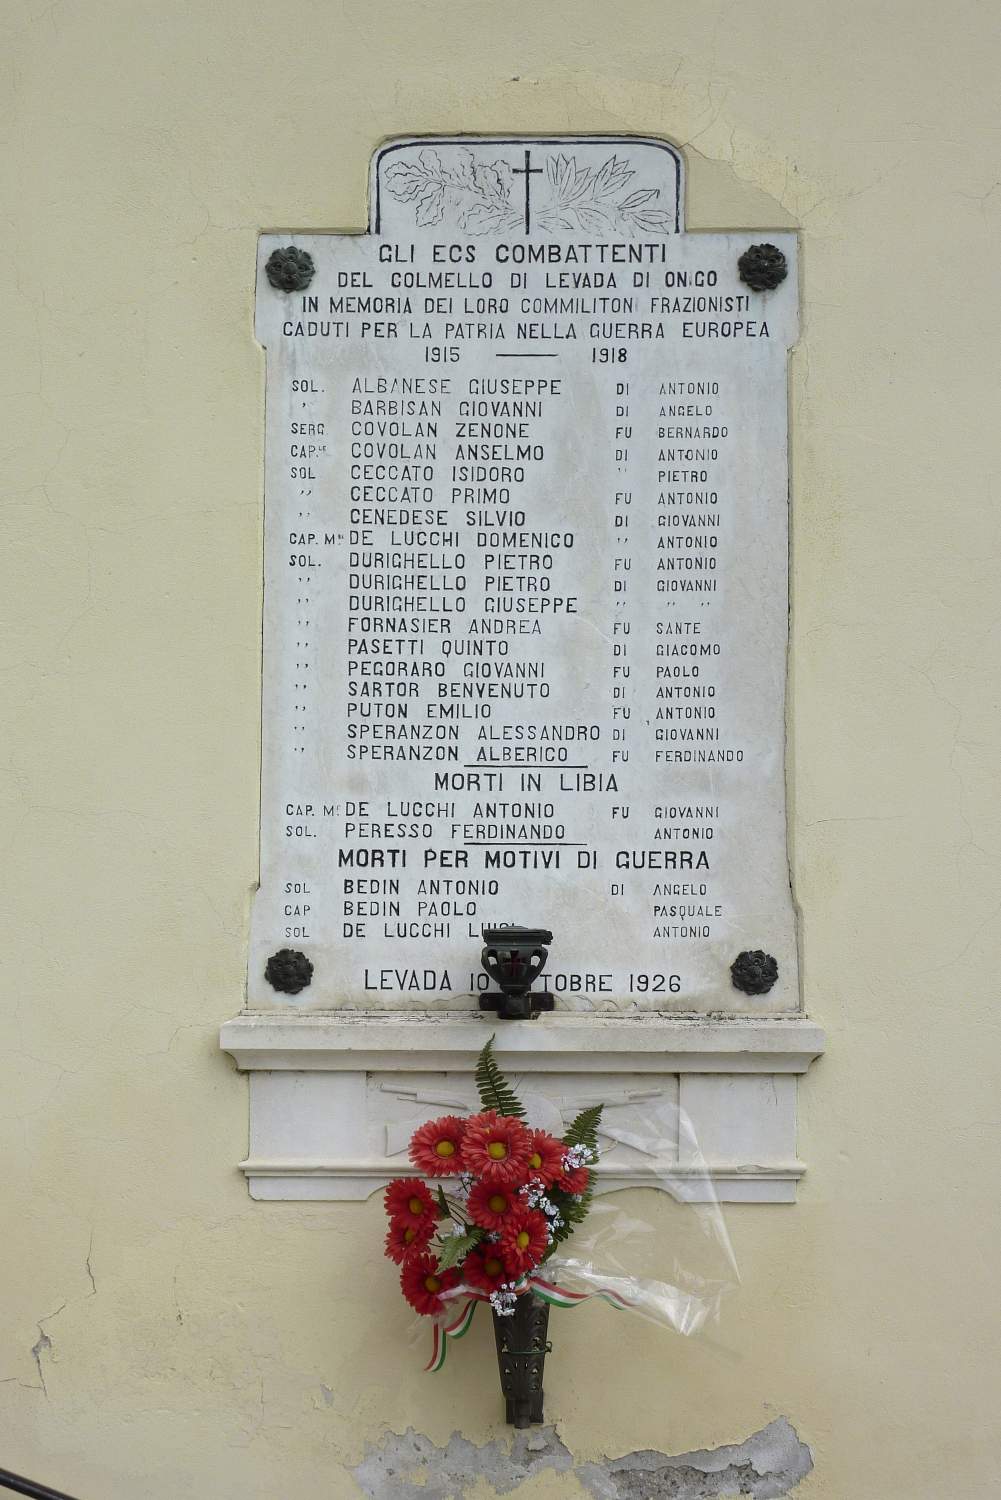 GLI ECS COMBATTENTI
DEL COLMELLO DI LEVADA DI ONIGO
IN MEMORIA DEI LORO COMMILITONI FRAZIONISTI
CADUTI PER LA PATRIA NELLA GUERRA EUROPEA
1915 — 1918
SOL. ALBANESE GIUSEPPE DI ANTONIO
" BARBISAN GIOVANNI DI ANGELO
SERG. COVOLAN ZENONE FU BERNARDO
CAP.LE COVOLAN ANSELMO DI ANTONIO
SOL CECCATO ISIDORO " PIETRO
" CECCATO PRIMO FU ANTONIO
" CENEDESE SILVIO DI GIOVANNI
CAP. M. DE LUCCHI DOMENICO " ANTONIO
SOL. DURIGHELLO PIETRO FU ANTONIO
" DURIGHELLO PIETRO DI GIOVANNI
" DURIGHELLO GIUSEPPE " " "
" FORNASIER ANDREA FU SANTE
" PASETTI QUINTO DI GIACOMO
" PEGORARO GIOVANNI FU PAOLO
" SARTOR BENVENUTO DI ANTONIO
" PUTON EMILIO FU ANTONIO
" SPERANZON ALESSANDRO DI GIOVANNI
" SPERANZON ALBERICO FU FERDINANDO
MORTI IN LIBIA
CAP. M. DE LUCCHI ANTONIO FU GIOVANNI
SOL. PERESSO FERDINANDO ANTONIO
MORTI PER MOTIVI DI GUERRA
SOL BEDIN ANTONIO DI ANGELO
CAP BEDIN PAOLO PASQUALE
SOL DE LUCCHI LUIGI ANTONIO
LEVADA 10 OTTOBRE 1926